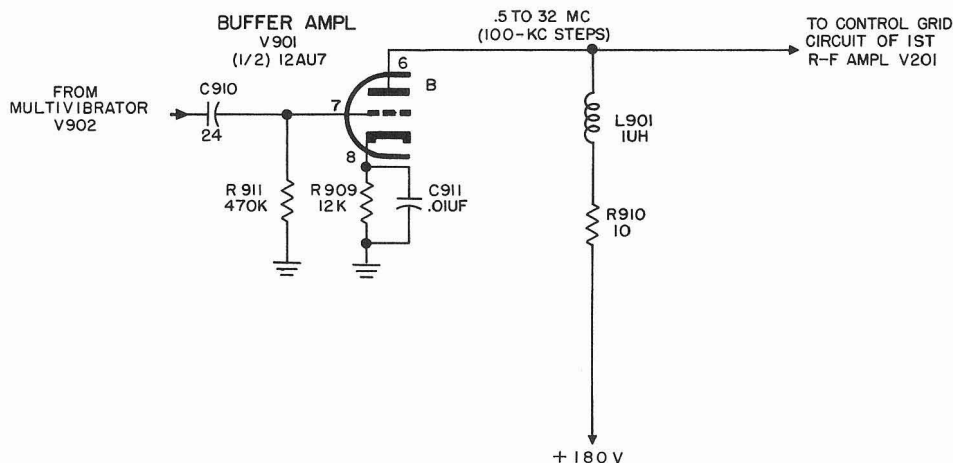 BUFFER AMPL
V901
(1/2) 12AU7
.5 TO 32 MC
(100-KC STEPS)
TO CONTROL GRID
CIRCUIT OF 1ST
R-F AMPL V201
FROM
MULTIVIBRATOR
V902
C910
24
6
B
7
8
L901
1UH
R911
470K
R909
12K
C911
.01UF
R910
10
+180V